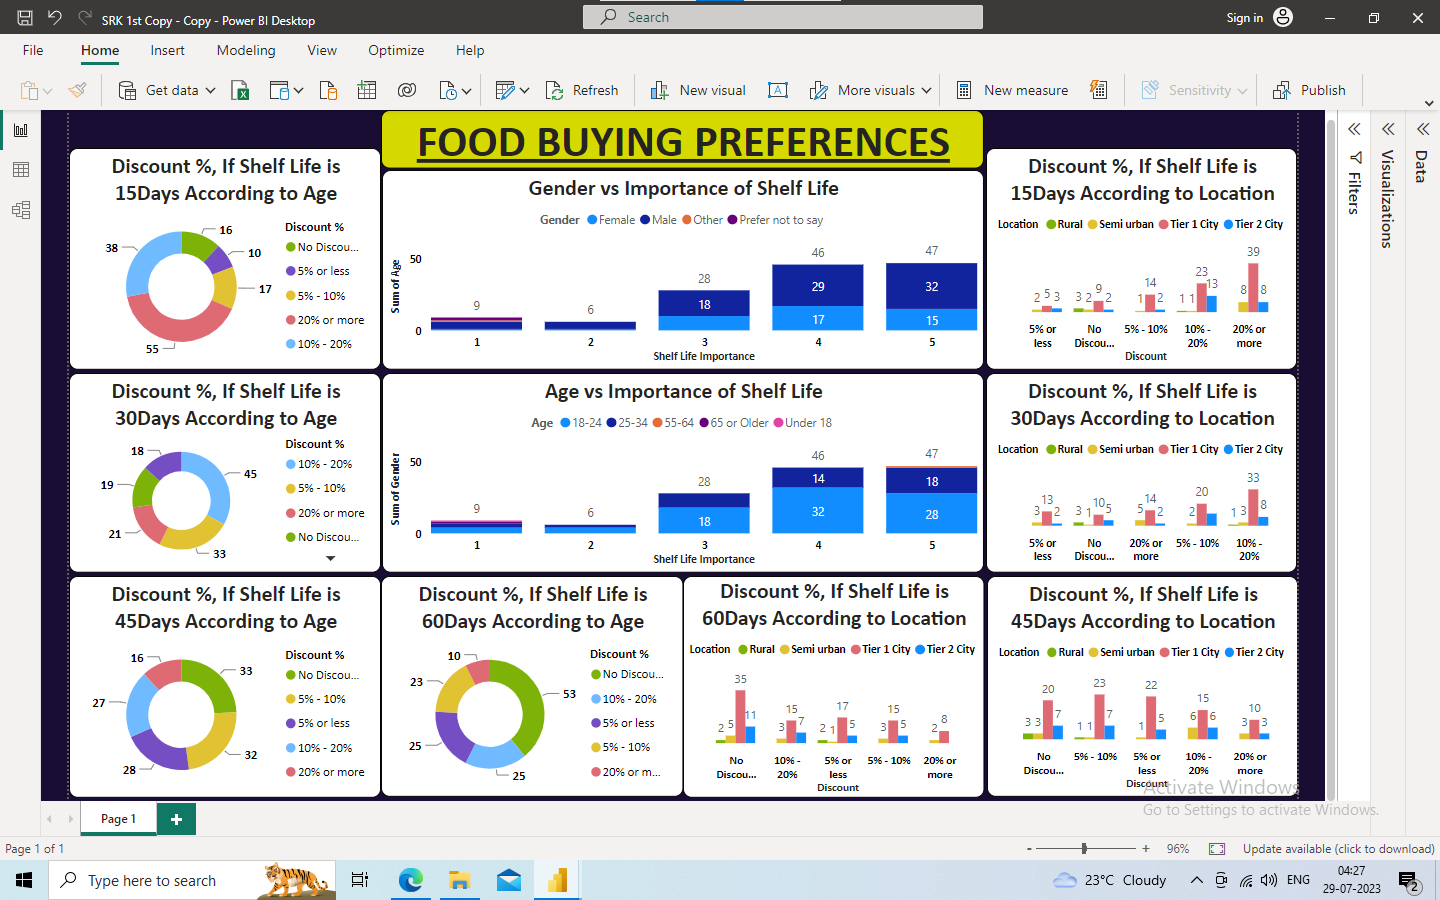 SRK 1st Copy - Copy - Power BI Desktop
Search
Sign in
File Home Insert Modeling View Optimize Help
Get data
Refresh
New visual
More visuals
New measure
Sensitivity
Publish
FOOD BUYING PREFERENCES
Discount %, If Shelf Life is
15Days According to Age
Discount %
No Discou...
5% or less
5% - 10%
20% or more
10% - 20%
16
10
17
55
38
Gender vs Importance of Shelf Life
Gender Female Male Other Prefer not to say
Sum of Age
50
0
9
6
28
18
46
29
17
47
32
15
1 2 3 4 5
Shelf Life Importance
Discount %, If Shelf Life is
15Days According to Location
Location Rural Semi urban Tier 1 City Tier 2 City
2 5 3
3 2 9 2
1 14 2
1 1 23 13
8 39 8
5% or less
No Discou...
5% - 10%
10% - 20%
20% or more
Discount
Filters
Visualizations
Data
Discount %, If Shelf Life is
30Days According to Age
Discount %
10% - 20%
5% - 10%
20% or more
No Discou...
45
33
21
19
18
Age vs Importance of Shelf Life
Age 18-24 25-34 55-64 65 or Older Under 18
Sum of Gender
50
0
9
6
28
18
46
14
32
47
18
28
1 2 3 4 5
Shelf Life Importance
Discount %, If Shelf Life is
30Days According to Location
Location Rural Semi urban Tier 1 City Tier 2 City
3 13 2
3 1 10 5
5 14 2
2 20
1 3 33 8
5% or less
No Discou...
20% or more
5% - 10%
10% - 20%
Discount %, If Shelf Life is
45Days According to Age
Discount %
No Discou...
5% - 10%
5% or less
10% - 20%
20% or more
33
32
28
27
16
Discount %, If Shelf Life is
60Days According to Age
Discount %
No Discou...
10% - 20%
5% or less
5% - 10%
20% or m...
53
25
25
23
10
Discount %, If Shelf Life is
60Days According to Location
Location Rural Semi urban Tier 1 City Tier 2 City
2 5 35 11
3 15 7
2 1 17 5
3 15 5
2 8
No Discou...
10% - 20%
5% or less
5% - 10%
20% or more
Discount
Discount %, If Shelf Life is
45Days According to Location
Location Rural Semi urban Tier 1 City Tier 2 City
3 3 20 7
1 1 23 7
1 22 5
6 15 6
3 10 3
No Discou...
5% - 10%
5% or less
10% - 20%
20% or more
Discount
Activate Windows
Go to Settings to activate Windows.
Page 1
Page 1 of 1
- + 96%
Update available (click to download)
Type here to search
23°C Cloudy
ENG
04:27
29-07-2023
2